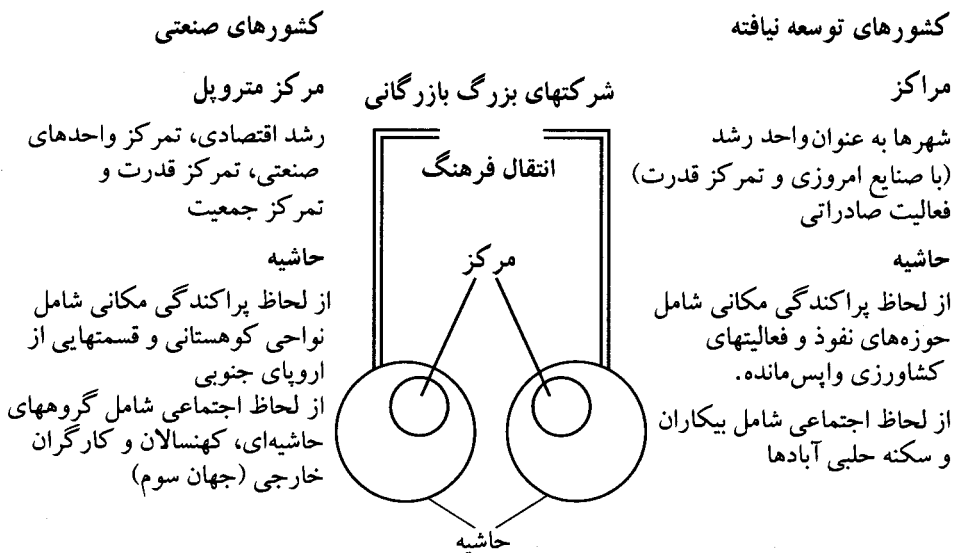 کشورهای توسعه نیافته
مراکز
شهرها به عنوان واحد رشد
(با صنایع امروزی و تمرکز قدرت)
فعالیت صادراتی
حاشیه
از لحاظ پراکندگی مکانی شامل
حوزه‌های نفوذ و فعالیتهای
کشاورزی واپس‌مانده.
از لحاظ اجتماعی شامل بیکاران
و سکنه حلبی آبادها
شرکتهای بزرگ بازرگانی
انتقال فرهنگ
مرکز
حاشیه
کشورهای صنعتی
مرکز متروپل
رشد اقتصادی، تمرکز واحدهای
صنعتی، تمرکز قدرت و
تمرکز جمعیت
حاشیه
از لحاظ پراکندگی مکانی شامل
نواحی کوهستانی و قسمتهایی از
اروپای جنوبی
از لحاظ اجتماعی شامل گروههای
حاشیه‌ای، کهنسالان و کارگران
خارجی (جهان سوم)